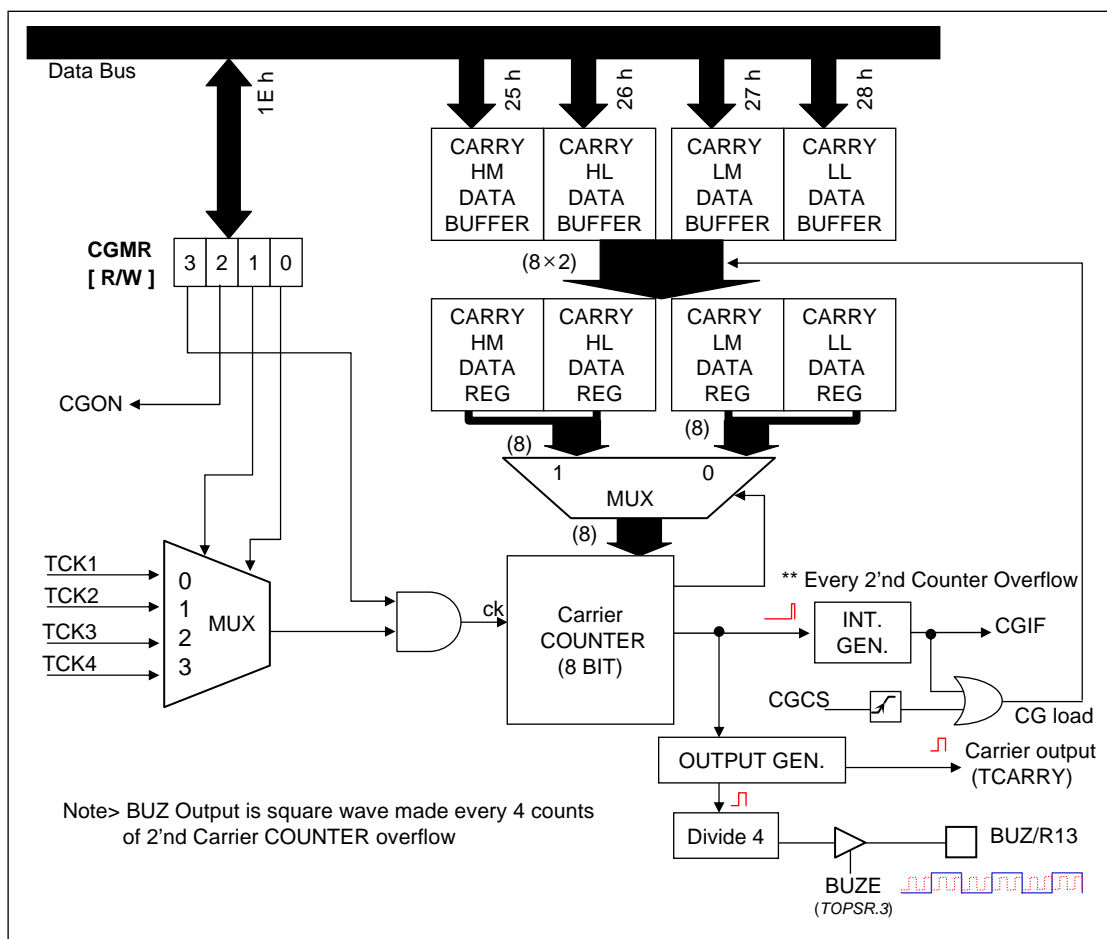 Data Bus
1E h
25 h
26 h
27 h
28 h
CARRY
HM
DATA
BUFFER
CARRY
HL
DATA
BUFFER
CARRY
LM
DATA
BUFFER
CARRY
LL
DATA
BUFFER
CGMR
[ R/W ]
3 2 1 0
(8×2)
CARRY
HM
DATA
REG
CARRY
HL
DATA
REG
CARRY
LM
DATA
REG
CARRY
LL
DATA
REG
CGON
(8)
(8)
1 0
MUX
(8)
TCK1
TCK2
TCK3
TCK4
0
1
2
3
MUX
ck
Carrier
COUNTER
(8 BIT)
** Every 2'nd Counter Overflow
INT.
GEN.
CGIF
CGCS
CG load
OUTPUT GEN.
Carrier output
(TCARRY)
Note> BUZ Output is square wave made every 4 counts
of 2'nd Carrier COUNTER overflow
Divide 4
BUZ/R13
BUZE
(TOPSR.3)